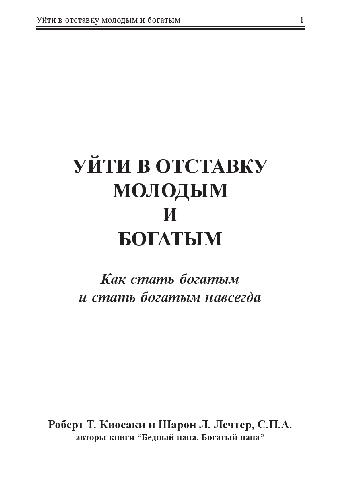 Уйти в отставку молодым и богатым 1
УЙТИ В ОТСТАВКУ
МОЛОДЫМ
И
БОГАТЫМ
Как стать богатым
и стать богатым навсегда
Роберт Т. Киосаки и Шарон Л. Лечтер, С.П.А.
авторы книги “Бедный папа. Богатый папа”